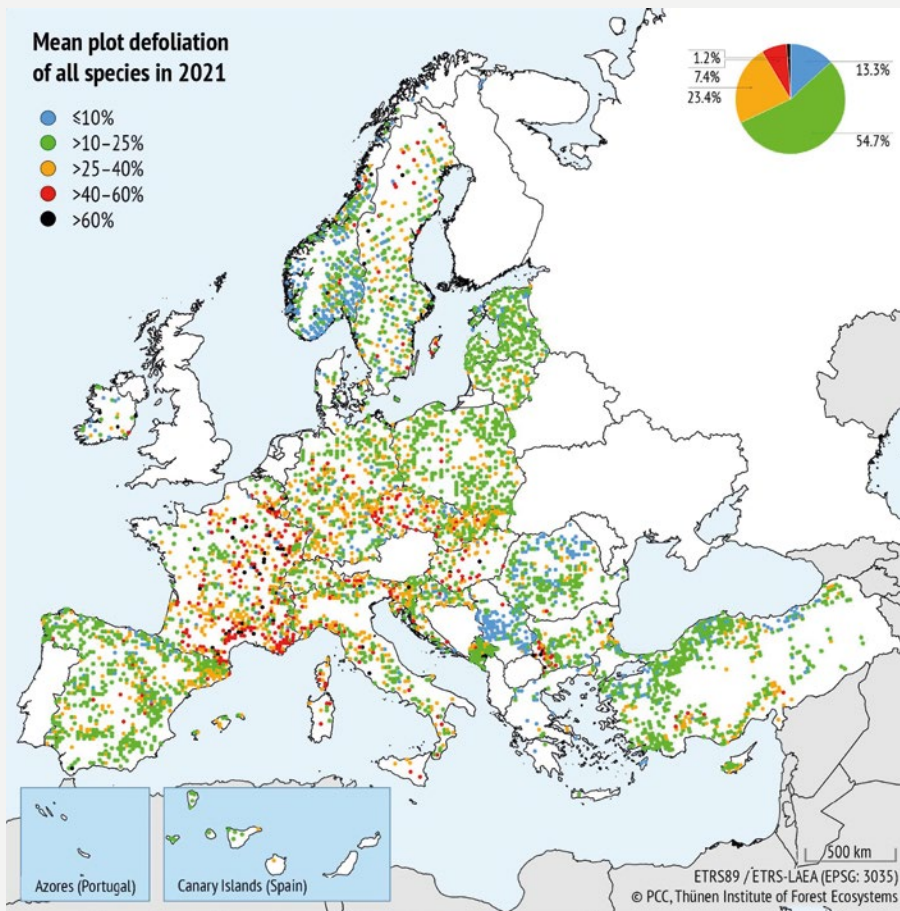 Mean plot defoliation
of all species in 2021
≤10%
>10–25%
>25–40%
>40–60%
>60%
1.2%
7.4%
23.4%
13.3%
54.7%
Azores (Portugal)
Canary Islands (Spain)
500 km
ETRS89 / ETRS-LAEA (EPSG: 3035)
© PCC, Thünen Institute of Forest Ecosystems